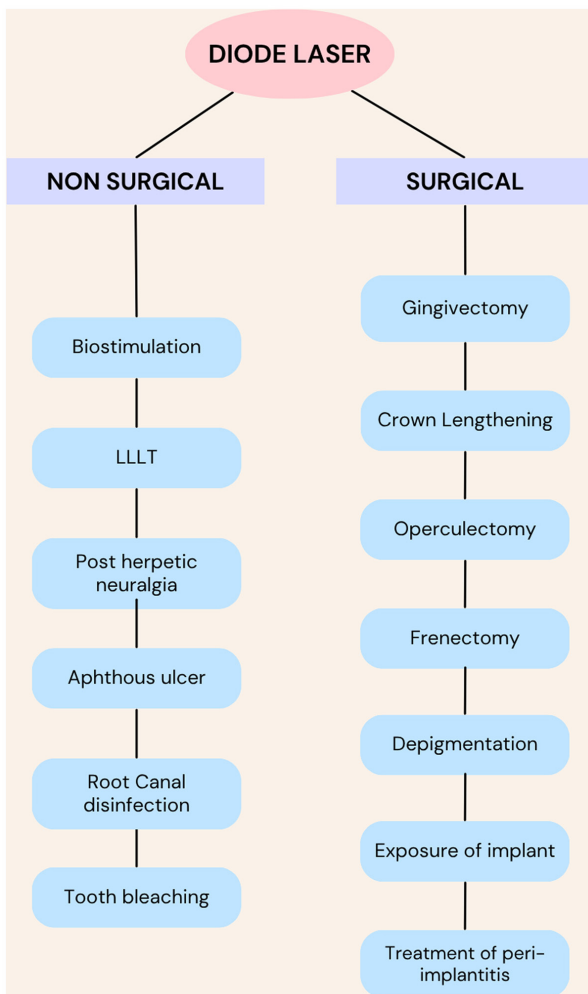 DIODE LASER
NON SURGICAL
SURGICAL
Biostimulation
LLLT
Post herpetic
neuralgia
Aphthous ulcer
Root Canal
disinfection
Tooth bleaching
Gingivectomy
Crown Lengthening
Operculectomy
Frenectomy
Depigmentation
Exposure of implant
Treatment of peri-
implantitis